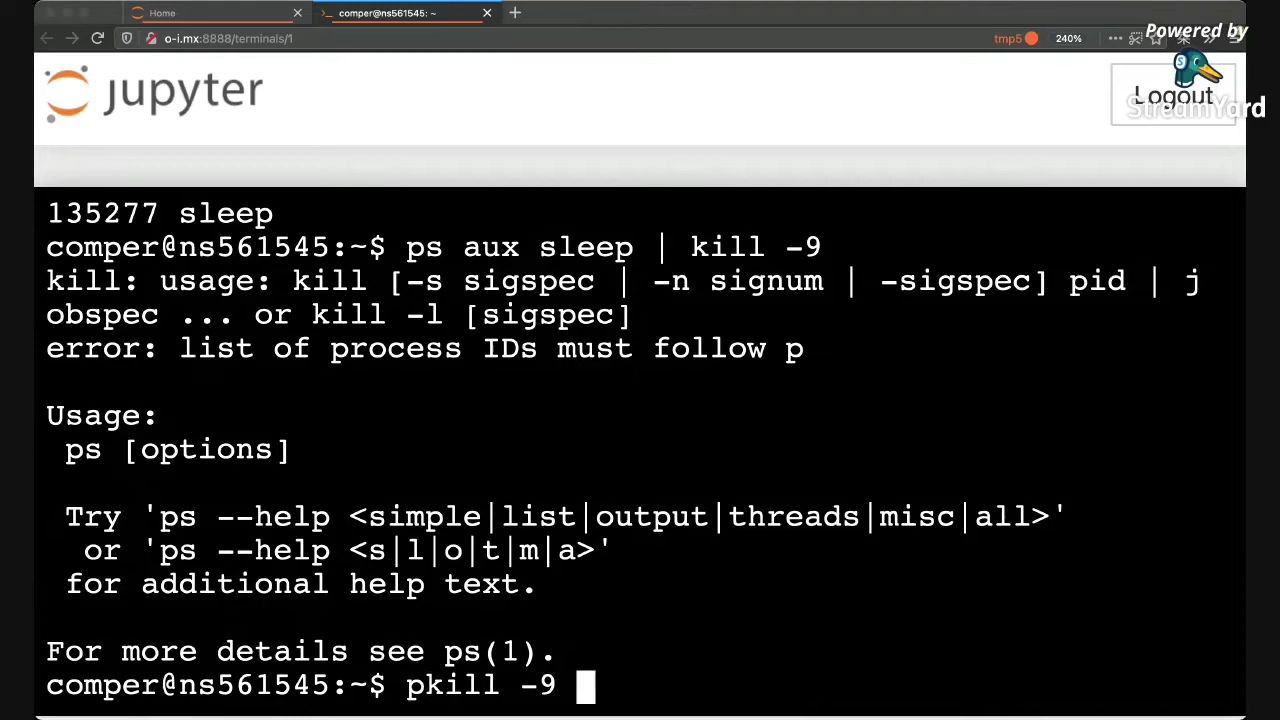 Home
comper@ns561545: ~
o-i.mx:8888/terminals/1
tmp5
240%
Powered by
jupyter
Logout
StreamYard
135277 sleep
comper@ns561545:~$ ps aux sleep | kill -9
kill: usage: kill [-s sigspec | -n signum | -sigspec] pid | j
obspec ... or kill -l [sigspec]
error: list of process IDs must follow p
Usage:
ps [options]
Try 'ps --help <simple|list|output|threads|misc|all>'
or 'ps --help <s|l|o|t|m|a>'
for additional help text.
For more details see ps(1).
comper@ns561545:~$ pkill -9